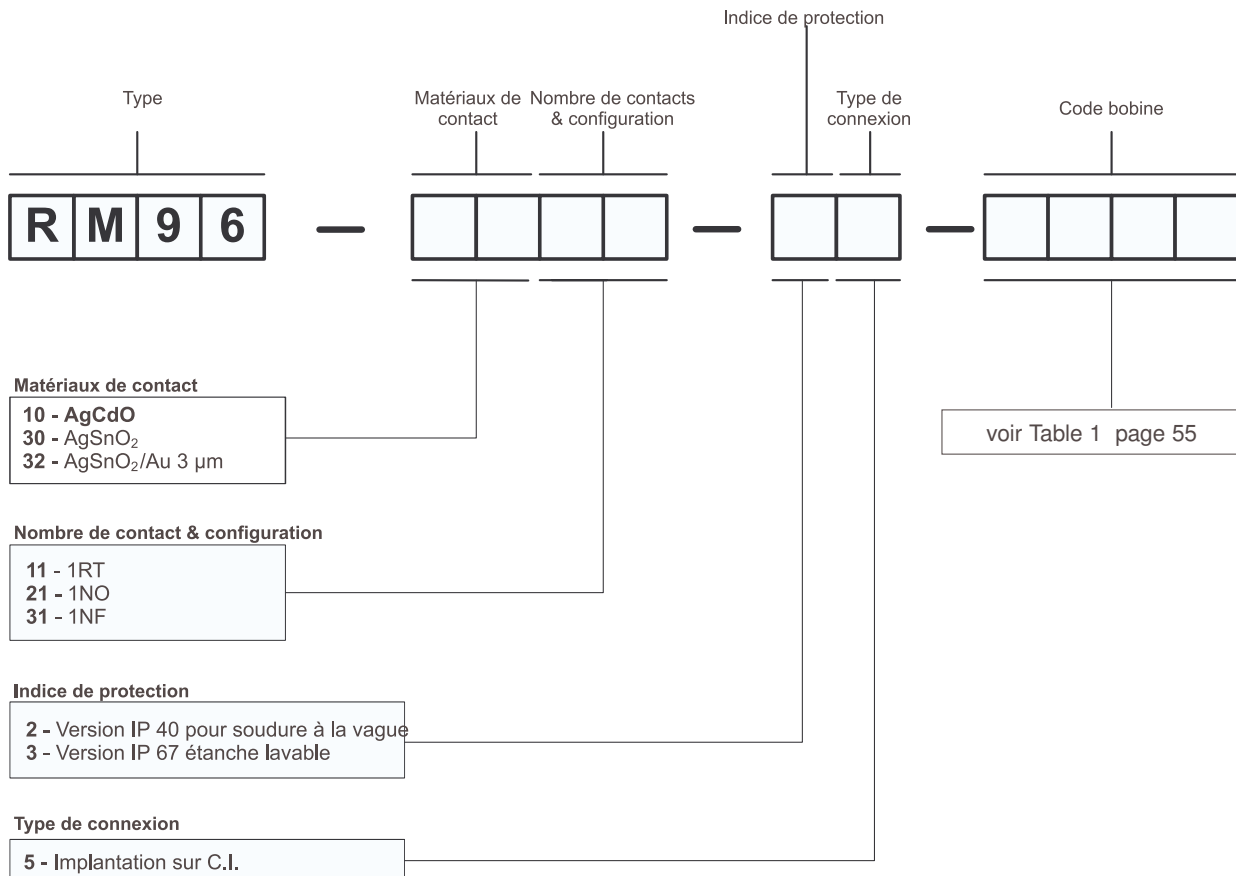 Indice de protection
Type
Matériaux de
contact
Nombre de contacts
& configuration
Type de
connexion
Code bobine
R M 9 6 — — —
Matériaux de contact
10 - AgCdO
30 - AgSnO₂
32 - AgSnO₂/Au 3 µm
voir Table 1 page 55
Nombre de contact & configuration
11 - 1RT
21 - 1NO
31 - 1NF
Indice de protection
2 - Version IP 40 pour soudure à la vague
3 - Version IP 67 étanche lavable
Type de connexion
5 - Implantation sur C.I.